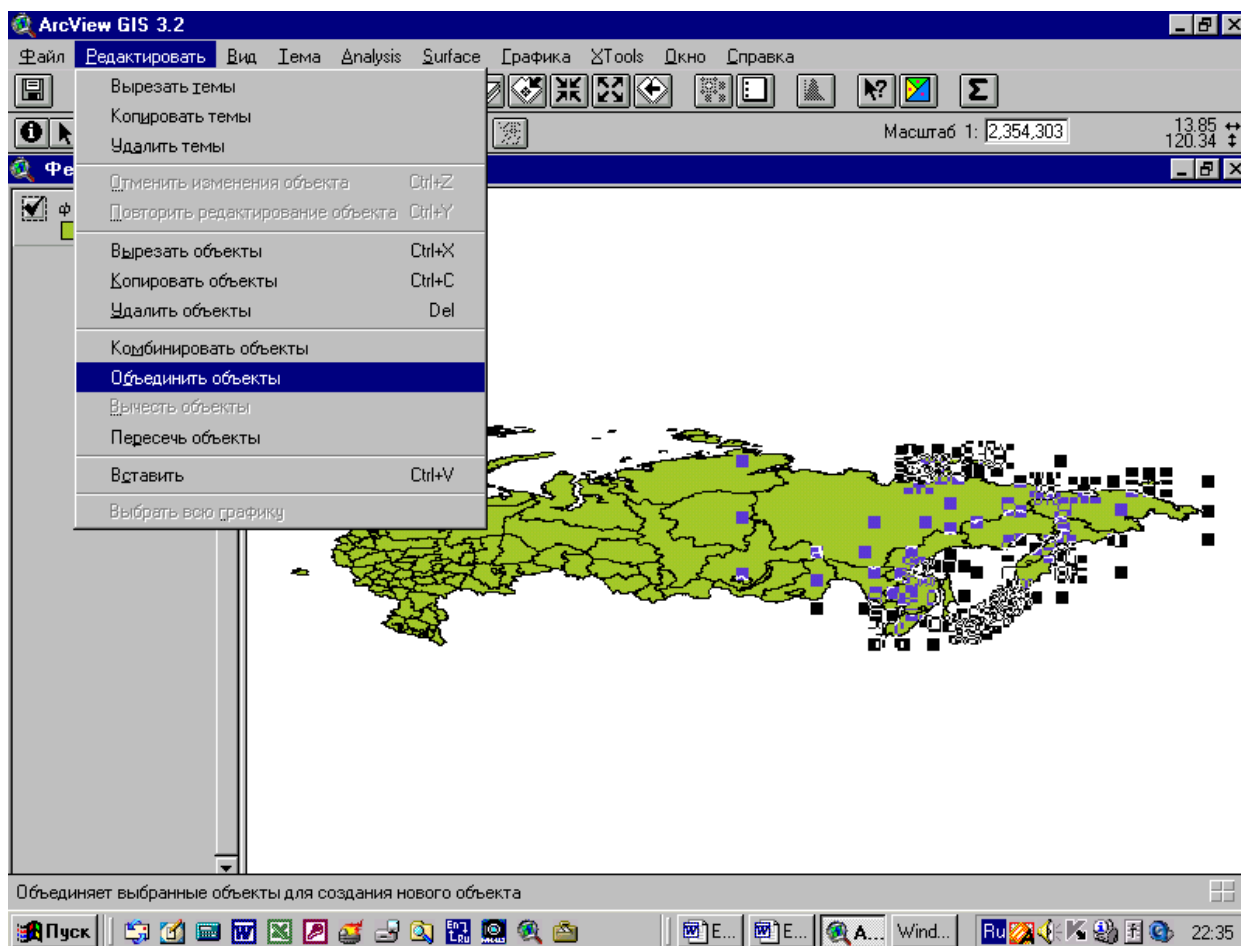 ArcView GIS 3.2
Файл Редактировать Вид Тема Analysis Surface Графика XTools Окно Справка
Масштаб 1: 2,354,303
13.85
120.34
Фе
ф
Вырезать темы
Копировать темы
Удалить темы
Отменить изменения объекта Ctrl+Z
Повторить редактирование объекта Ctrl+Y
Вырезать объекты Ctrl+X
Копировать объекты Ctrl+C
Удалить объекты Del
Комбинировать объекты
Объединить объекты
Вычесть объекты
Пересечь объекты
Вставить Ctrl+V
Выбрать всю графику
Объединяет выбранные объекты для создания нового объекта
Пуск E... E... A... Wind... Ru 22:35